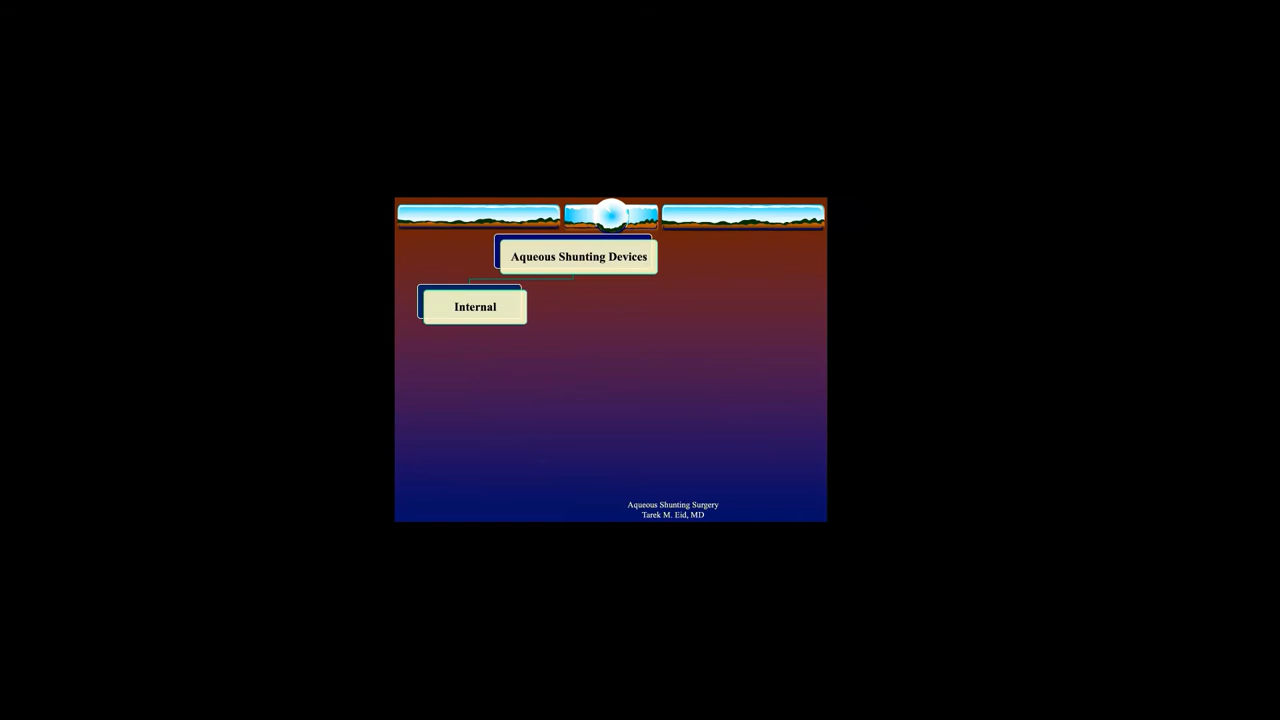 Aqueous Shunting Devices
Internal
Aqueous Shunting Surgery
Tarek M. Eid, MD